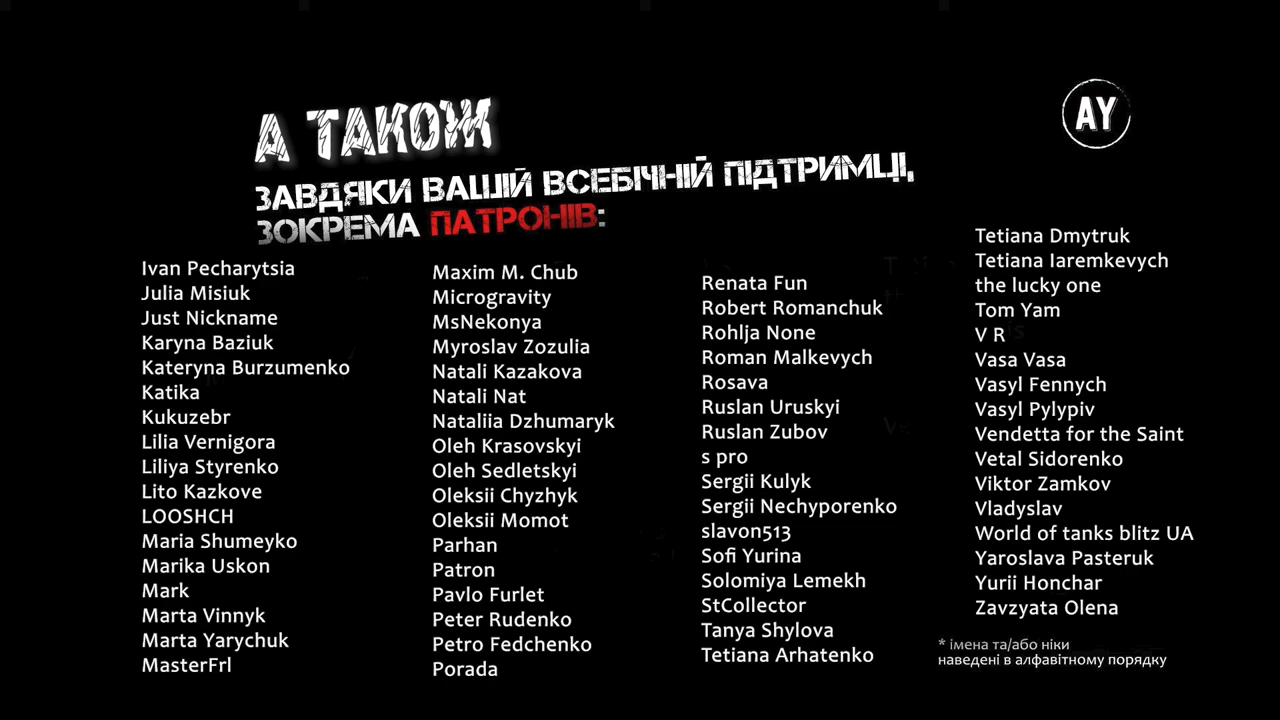 А ТАКОЖ
AY
ЗАВДЯКИ ВАШІЙ ВСЕБІЧНІЙ ПІДТРИМЦІ,
ЗОКРЕМА ПАТРОНІВ:
Ivan Pecharytsia
Julia Misiuk
Just Nickname
Karyna Baziuk
Kateryna Burzumenko
Katika
Kukuzebr
Lilia Vernigora
Liliya Styrenko
Lito Kazkove
LOOSHCH
Maria Shumeyko
Marika Uskon
Mark
Marta Vinnyk
Marta Yarychuk
MasterFrl
Maxim M. Chub
Microgravity
MsNekonya
Myroslav Zozulia
Natali Kazakova
Natali Nat
Nataliia Dzhumaryk
Oleh Krasovskyi
Oleh Sedletskyi
Oleksii Chyzhyk
Oleksii Momot
Parhan
Patron
Pavlo Furlet
Peter Rudenko
Petro Fedchenko
Porada
Renata Fun
Robert Romanchuk
Rohlja None
Roman Malkevych
Rosava
Ruslan Uruskyi
Ruslan Zubov
s pro
Sergii Kulyk
Sergii Nechyporenko
slavon513
Sofi Yurina
Solomiya Lemekh
StCollector
Tanya Shylova
Tetiana Arhatenko
Tetiana Dmytruk
Tetiana Iaremkevych
the lucky one
Tom Yam
V R
Vasa Vasa
Vasyl Fennych
Vasyl Pylypiv
Vendetta for the Saint
Vetal Sidorenko
Viktor Zamkov
Vladyslav
World of tanks blitz UA
Yaroslava Pasteruk
Yurii Honchar
Zavzyata Olena
* імена та/або ніки
наведені в алфавітному порядку